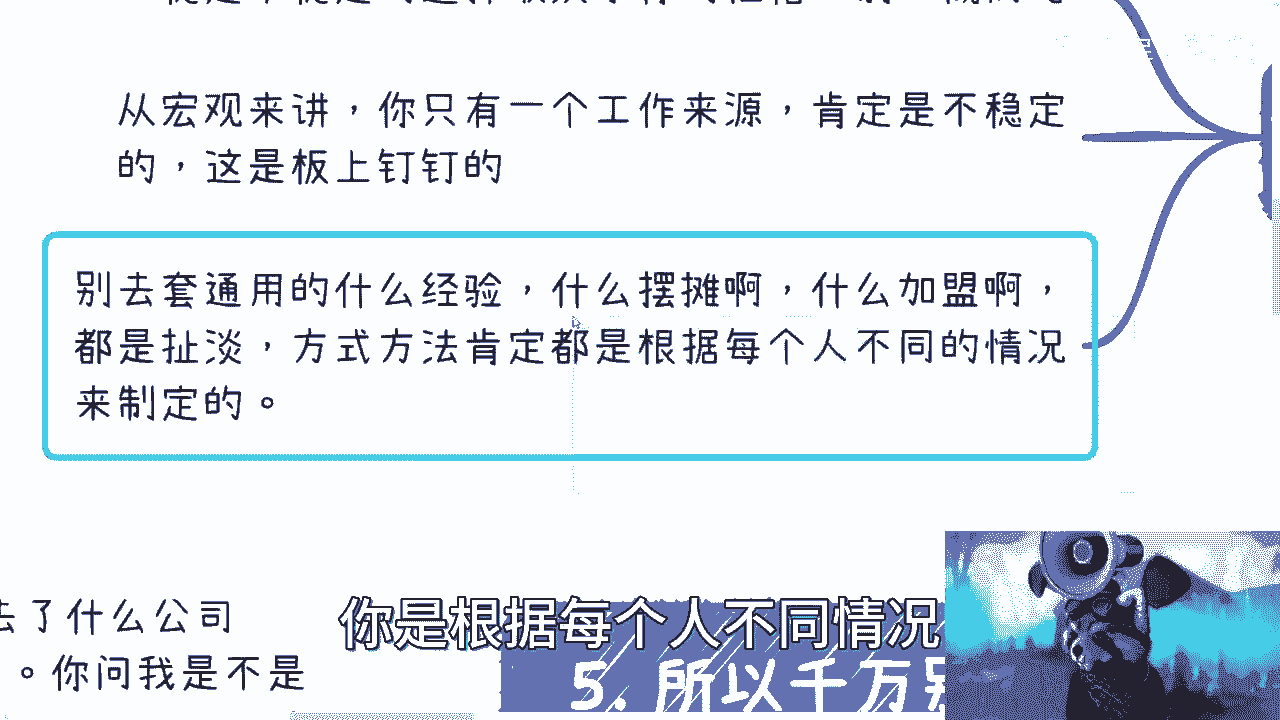 从宏观来讲，你只有一个工作来源，肯定是不稳定
的，这是板上钉钉的
别去套通用的什么经验，什么摆摊啊，什么加盟啊，
都是扯淡，方式方法肯定都是根据每个人不同的情况
来制定的。
去了什么公司
。你问我是不是
你是根据每个人不同情况
5. 所以千万别